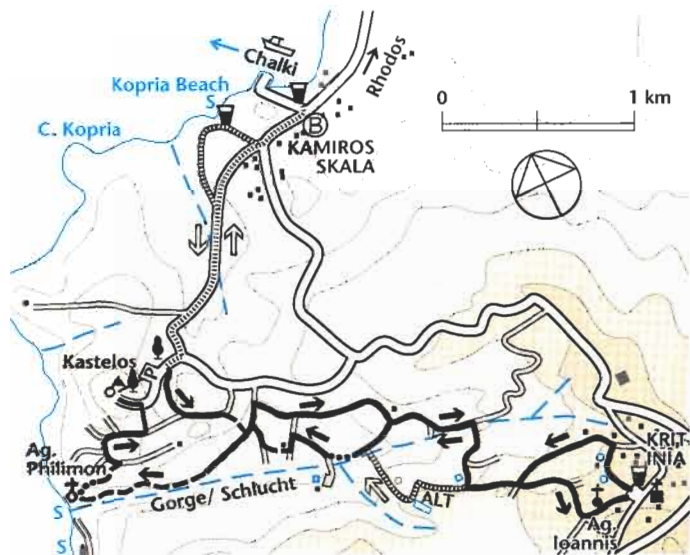 Chalki
Rhodos
Kopria Beach
S
C. Kopria
B
KAMIROS
SKALA
0 1 km
Kastelos
P
Ag.
Philimon
Gorge/ Schlucht
ALT
KRIT-
INIA
Ag.
Ioannis
S
S